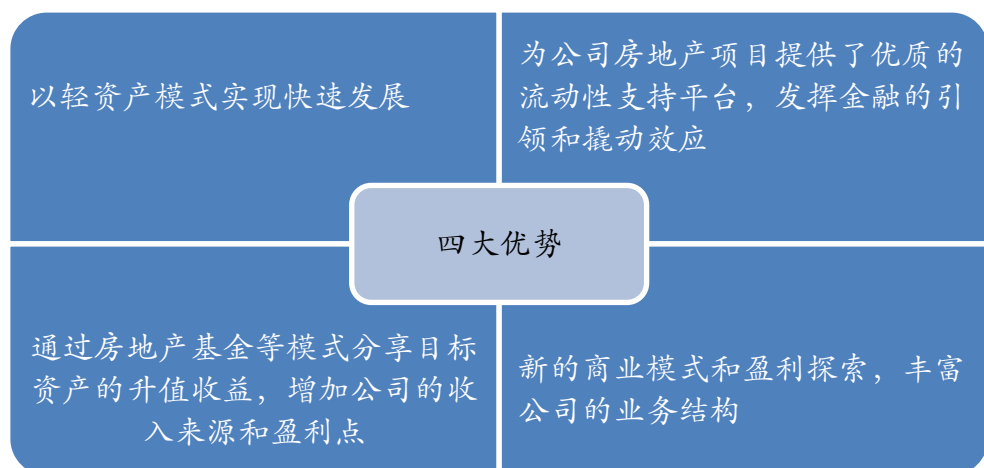 以轻资产模式实现快速发展
为公司房地产项目提供了优质的
流动性支持平台，发挥金融的引
领和撬动效应
四大优势
通过房地产基金等模式分享目标
资产的升值收益，增加公司的收
入来源和盈利点
新的商业模式和盈利探索，丰富
公司的业务结构